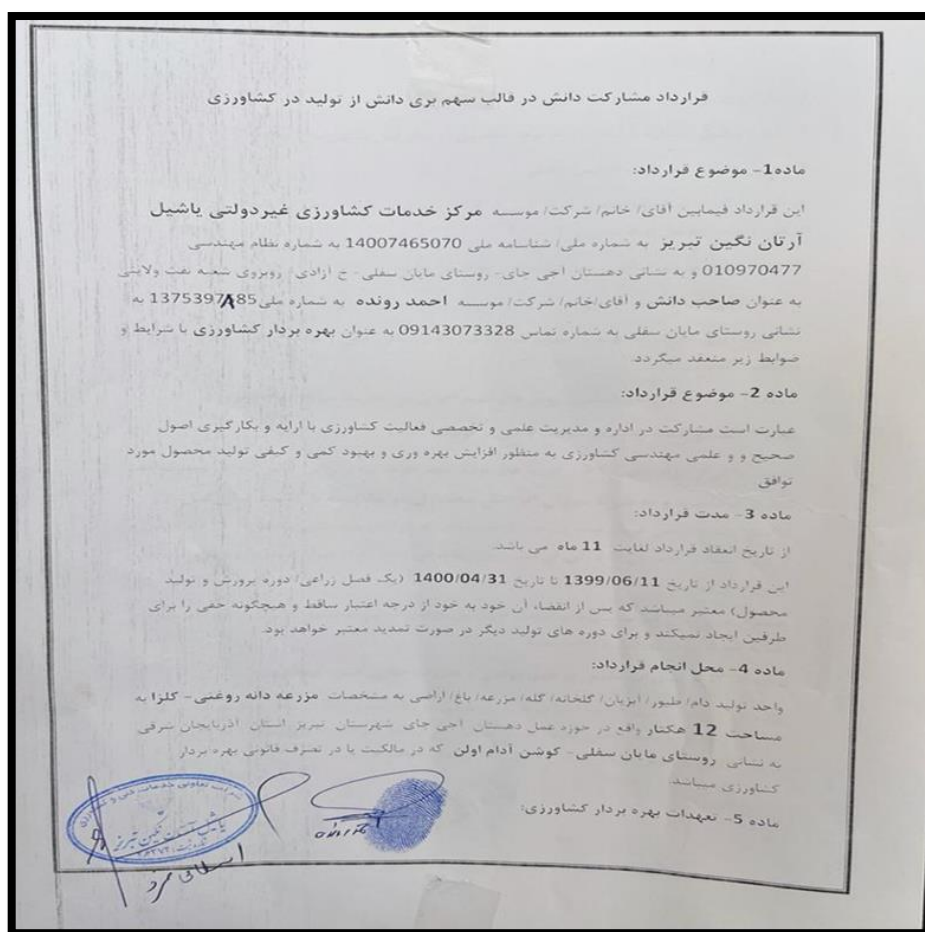 قرارداد مشارکت دانش در قالب سهم بری دانش از تولید در کشاورزی
ماده1- موضوع قرارداد:
این قرارداد فیمابین آقای/ خانم/ شرکت/ موسسه مرکز خدمات کشاورزی غیردولتی یاشیل
آرتان نگین تبریز به شماره ملی/ شناسنامه ملی 14007465070 به شماره نظام مهندسی
010970477 و به نشانی دهستان آجی چای- روستای مایان سفلی- خ آزادی- روبروی شعبه نفت ولایتی
به عنوان صاحب دانش و آقای/خانم/ شرکت/ موسسه احمد رونده به شماره ملی 85 به
نشانی روستای مایان سفلی به شماره تماس 09143073328 به عنوان بهره بردار کشاورزی با شرایط و
ضوابط زیر منعقد میگردد.
ماده 2- موضوع قرارداد:
عبارت است مشارکت در اداره و مدیریت علمی و تخصصی فعالیت کشاورزی با ارایه و بکارگیری اصول
صحیح و و علمی مهندسی کشاورزی به منظور افزایش بهره وری و بهبود کمی و کیفی تولید محصول مورد
توافق
ماده 3- مدت قرارداد:
از تاریخ انعقاد قرارداد لغایت 11 ماه می باشد.
این قرارداد از تاریخ 1399/06/11 تا تاریخ 1400/04/31 (یک فصل زراعی/ دوره پرورش و تولید
محصول) معتبر میباشد که پس از انقضاء آن خود به خود از درجه اعتبار ساقط و هیچگونه حقی را برای
طرفین ایجاد نمیکند و برای دوره های تولید دیگر در صورت تمدید معتبر خواهد بود.
ماده 4- محل انجام قرارداد:
واحد تولید دام/ طیور/ آبزیان/ گلخانه/ گله/ مزرعه/ باغ/ اراضی به مشخصات مزرعه دانه روغنی- کلزا به
مساحت 12 هکتار واقع در حوزه عمل دهستان آجی چای شهرستان تبریز استان آذربایجان شرقی
به نشانی روستای مایان سفلی- کوشن آدام اولن که در مالکیت یا در تصرف قانونی بهره بردار
کشاورزی میباشد.
ماده 5- تعهدات بهره بردار کشاورزی:
شرکت تعاونی خدمات فنی و
یاشیل آرتان نگین تبریز